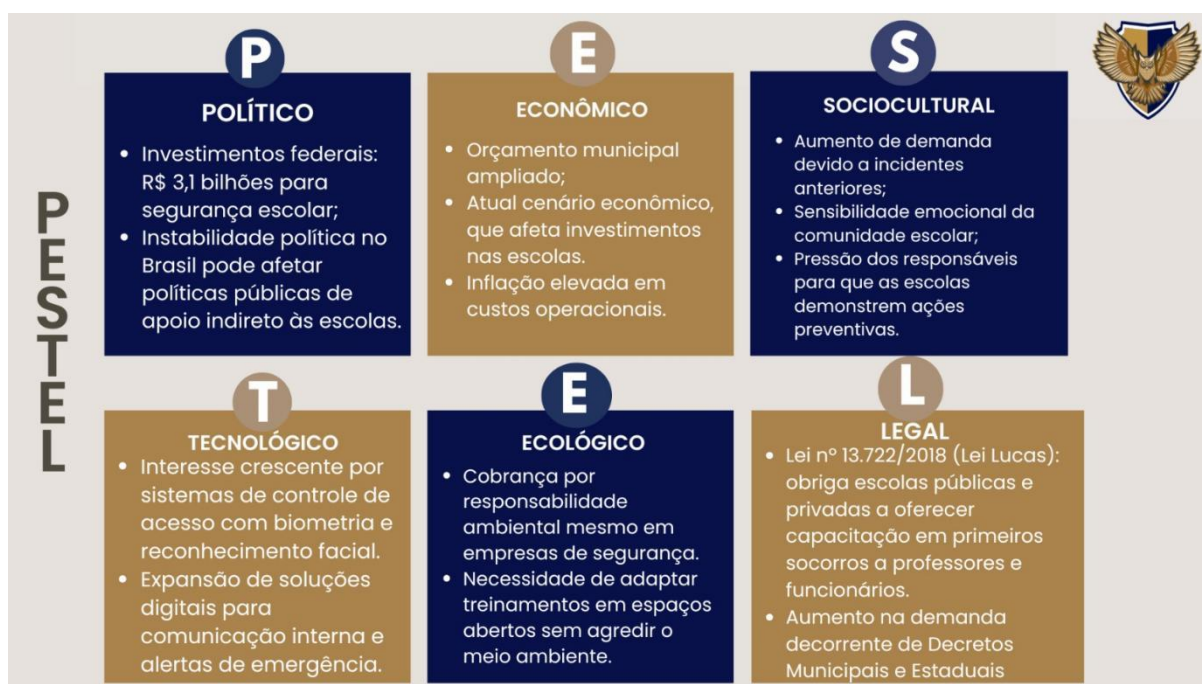 PESTEL
P
POLÍTICO
• Investimentos federais:
R$ 3,1 bilhões para
segurança escolar;
• Instabilidade política no
Brasil pode afetar
políticas públicas de
apoio indireto às escolas.
E
ECONÔMICO
• Orçamento municipal
ampliado;
• Atual cenário econômico,
que afeta investimentos
nas escolas.
• Inflação elevada em
custos operacionais.
S
SOCIOCULTURAL
• Aumento de demanda
devido a incidentes
anteriores;
• Sensibilidade emocional da
comunidade escolar;
• Pressão dos responsáveis
para que as escolas
demonstrem ações
preventivas.
T
TECNOLÓGICO
• Interesse crescente por
sistemas de controle de
acesso com biometria e
reconhecimento facial.
• Expansão de soluções
digitais para
comunicação interna e
alertas de emergência.
E
ECOLÓGICO
• Cobrança por
responsabilidade
ambiental mesmo em
empresas de segurança.
• Necessidade de adaptar
treinamentos em espaços
abertos sem agredir o
meio ambiente.
L
LEGAL
• Lei nº 13.722/2018 (Lei Lucas):
obriga escolas públicas e
privadas a oferecer
capacitação em primeiros
socorros a professores e
funcionários.
• Aumento na demanda
decorrente de Decretos
Municipais e Estaduais